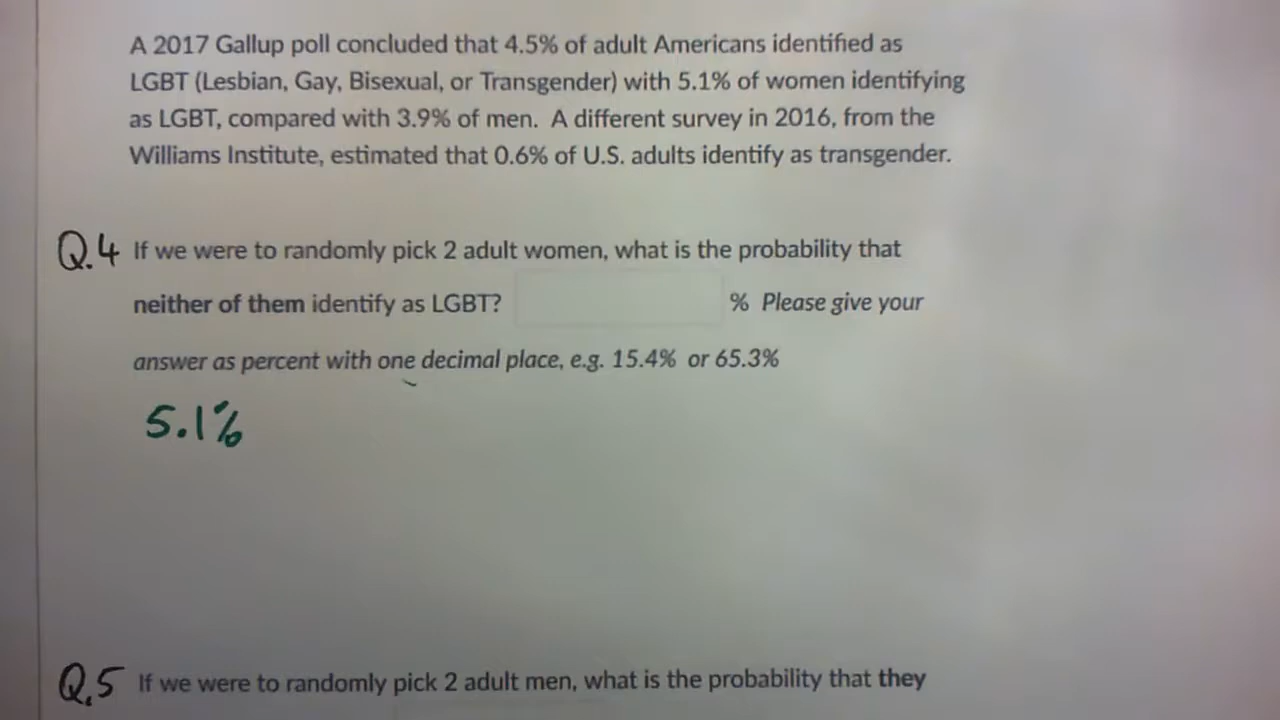 A 2017 Gallup poll concluded that 4.5% of adult Americans identified as
LGBT (Lesbian, Gay, Bisexual, or Transgender) with 5.1% of women identifying
as LGBT, compared with 3.9% of men. A different survey in 2016, from the
Williams Institute, estimated that 0.6% of U.S. adults identify as transgender.
Q.4 If we were to randomly pick 2 adult women, what is the probability that
neither of them identify as LGBT? % Please give your
answer as percent with one decimal place, e.g. 15.4% or 65.3%
5.1%
Q.5 If we were to randomly pick 2 adult men, what is the probability that they